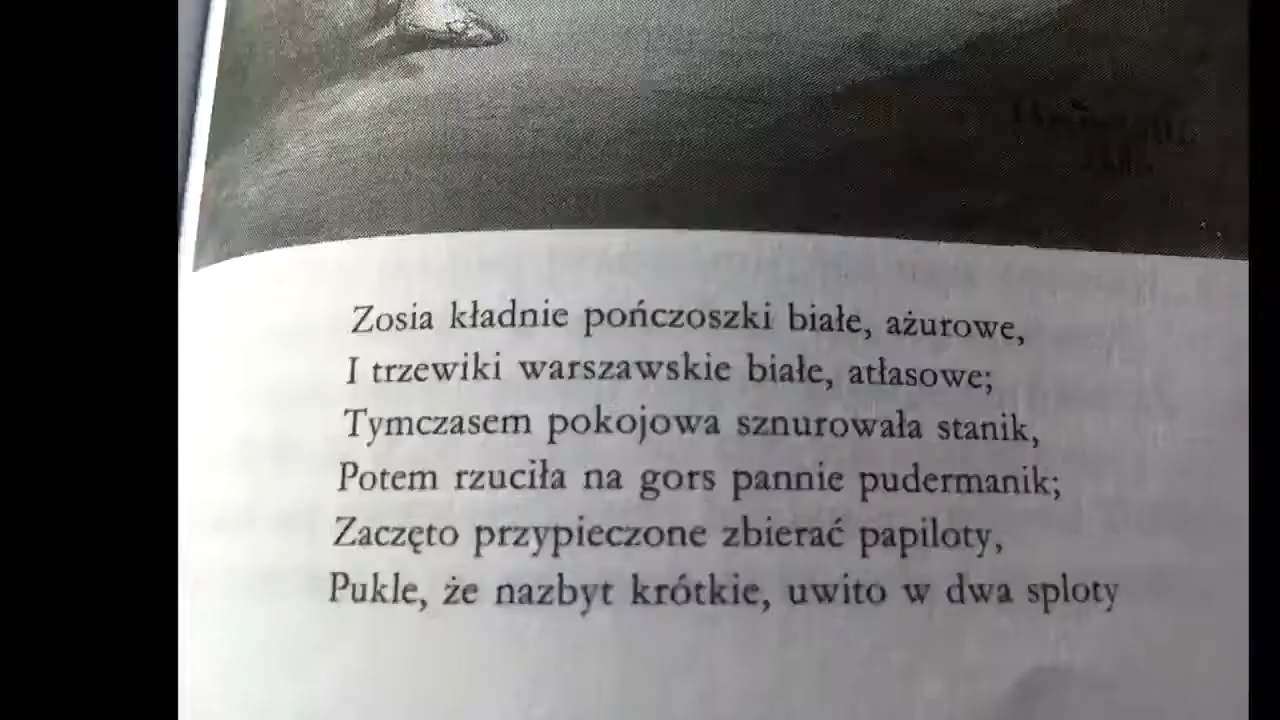 Zosia kładnie pończoszki białe, ażurowe,
I trzewiki warszawskie białe, atłasowe;
Tymczasem pokojowa sznurowała stanik,
Potem rzuciła na gors pannie pudermanik;
Zaczęto przypieczone zbierać papiloty,
Pukle, że nazbyt krótkie, uwito w dwa sploty